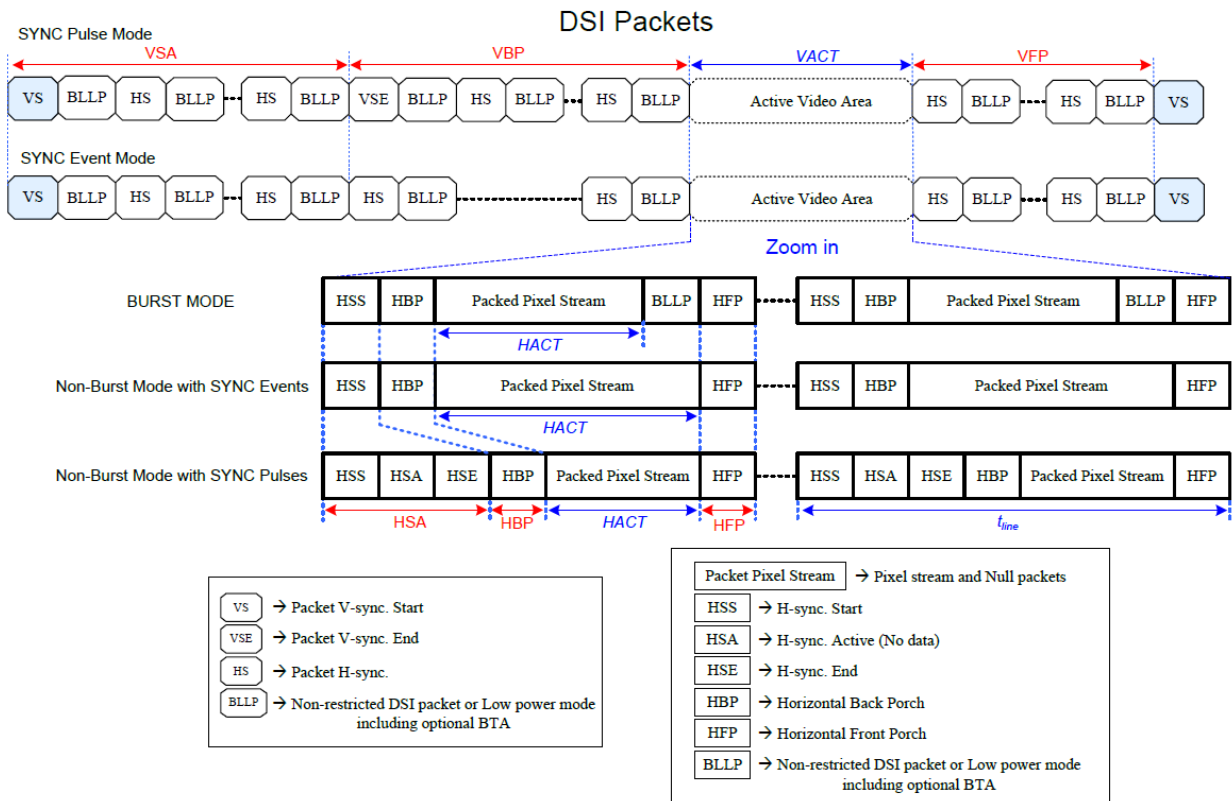 DSI Packets
SYNC Pulse Mode
VSA VBP VACT VFP
VS BLLP HS BLLP HS BLLP VSE BLLP HS BLLP HS BLLP Active Video Area HS BLLP HS BLLP VS
SYNC Event Mode
VS BLLP HS BLLP HS BLLP HS BLLP HS BLLP Active Video Area HS BLLP HS BLLP VS
Zoom in
BURST MODE HSS HBP Packed Pixel Stream BLLP HFP HSS HBP Packed Pixel Stream BLLP HFP
HACT
Non-Burst Mode with SYNC Events HSS HBP Packed Pixel Stream HFP HSS HBP Packed Pixel Stream HFP
HACT
Non-Burst Mode with SYNC Pulses HSS HSA HSE HBP Packed Pixel Stream HFP HSS HSA HSE HBP Packed Pixel Stream HFP
HSA HBP HACT HFP tline
VS → Packet V-sync. Start
VSE → Packet V-sync. End
HS → Packet H-sync.
BLLP → Non-restricted DSI packet or Low power mode
including optional BTA
Packet Pixel Stream → Pixel stream and Null packets
HSS → H-sync. Start
HSA → H-sync. Active (No data)
HSE → H-sync. End
HBP → Horizontal Back Porch
HFP → Horizontal Front Porch
BLLP → Non-restricted DSI packet or Low power mode
including optional BTA